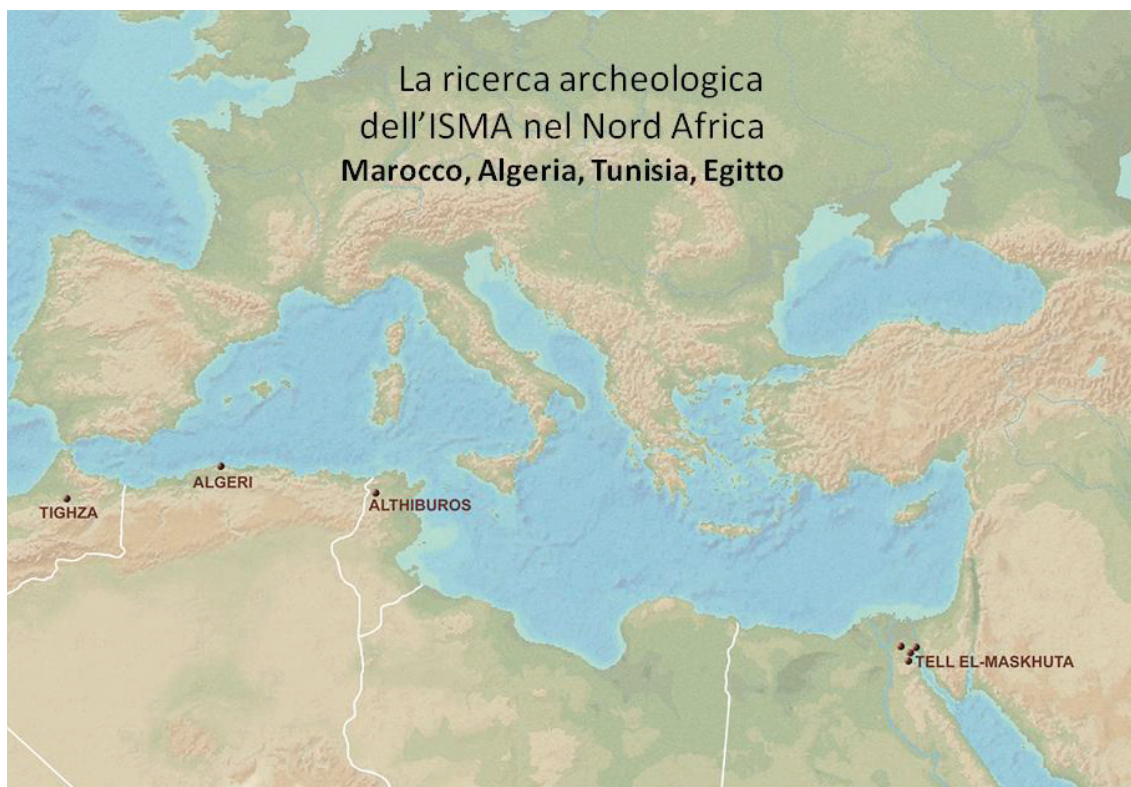 La ricerca archeologica
dell'ISMA nel Nord Africa
Marocco, Algeria, Tunisia, Egitto
ALGERI
TIGHZA
ALTHIBUROS
TELL EL-MASKHUTA